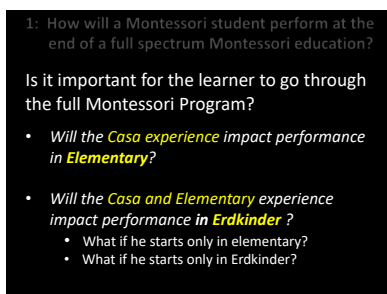 1: How will a Montessori student perform at the
end of a full spectrum Montessori education?
Is it important for the learner to go through
the full Montessori Program?
• Will the Casa experience impact performance
in Elementary?
• Will the Casa and Elementary experience
impact performance in Erdkinder ?
• What if he starts only in elementary?
• What if he starts only in Erdkinder?